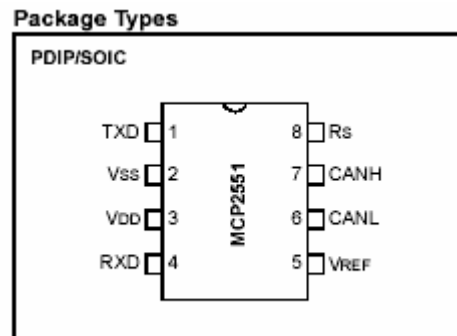 Package Types
PDIP/SOIC
TXD 1 8 Rs
Vss 2 7 CANH
VDD 3 6 CANL
RXD 4 5 VREF
MCP2551